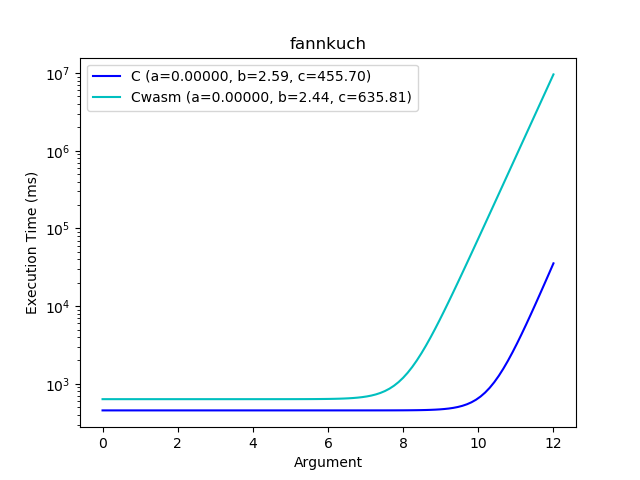 fannkuch
C (a=0.00000, b=2.59, c=455.70)
Cwasm (a=0.00000, b=2.44, c=635.81)
Execution Time (ms)
10^7
10^6
10^5
10^4
10^3
0 2 4 6 8 10 12
Argument